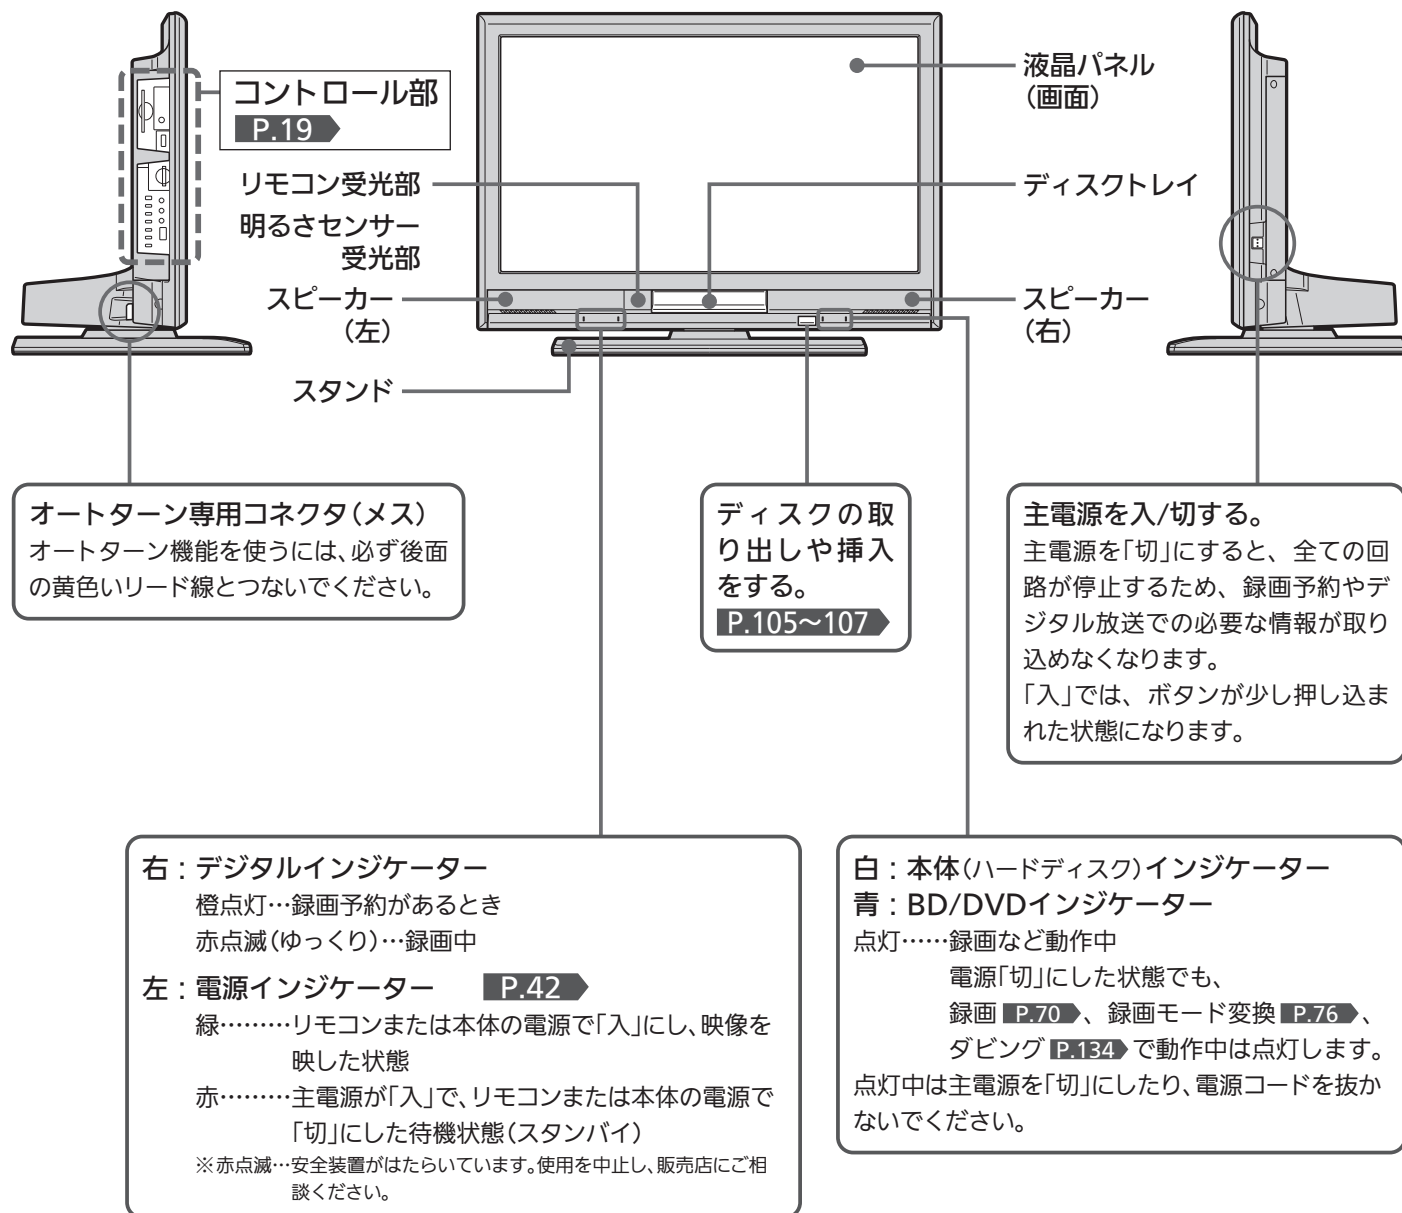 コントロール部
P.19
リモコン受光部
明るさセンサー
受光部
スピーカー
(左)
スタンド
液晶パネル
(画面)
ディスクトレイ
スピーカー
(右)
オートターン専用コネクタ(メス)
オートターン機能を使うには、必ず後面
の黄色いリード線とつないでください。
ディスクの取
り出しや挿入
をする。
P.105〜107
主電源を入/切する。
主電源を「切」にすると、全ての回
路が停止するため、録画予約やデ
ジタル放送での必要な情報が取り
込めなくなります。
「入」では、ボタンが少し押し込ま
れた状態になります。
右：デジタルインジケーター
橙点灯…録画予約があるとき
赤点滅(ゆっくり)…録画中
左：電源インジケーター P.42
緑………リモコンまたは本体の電源で「入」にし、映像を
映した状態
赤………主電源が「入」で、リモコンまたは本体の電源で
「切」にした待機状態(スタンバイ)
※赤点滅…安全装置がはたらいています。使用を中止し、販売店にご相
談ください。
白：本体(ハードディスク)インジケーター
青：BD/DVDインジケーター
点灯……録画など動作中
電源「切」にした状態でも、
録画 P.70 、録画モード変換 P.76 、
ダビング P.134 で動作中は点灯します。
点灯中は主電源を「切」にしたり、電源コードを抜か
ないでください。